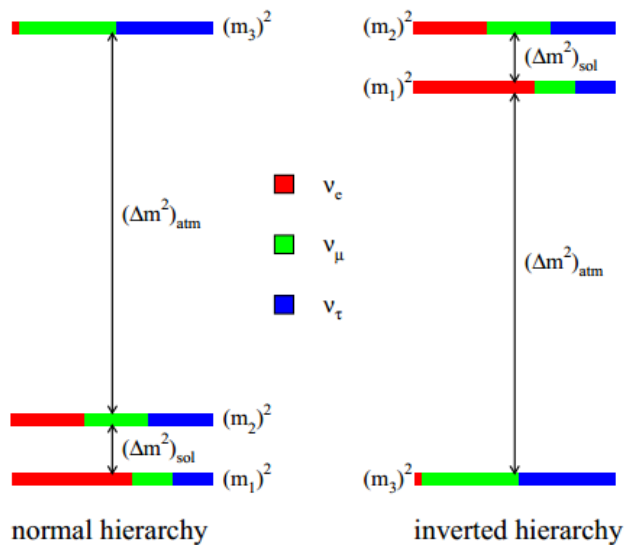 (m₃)²
(m₂)²
(Δm²)sol
(m₁)²
νe
(Δm²)atm
νμ
(Δm²)atm
ντ
(m₂)²
(Δm²)sol
(m₁)²
(m₃)²
normal hierarchy
inverted hierarchy